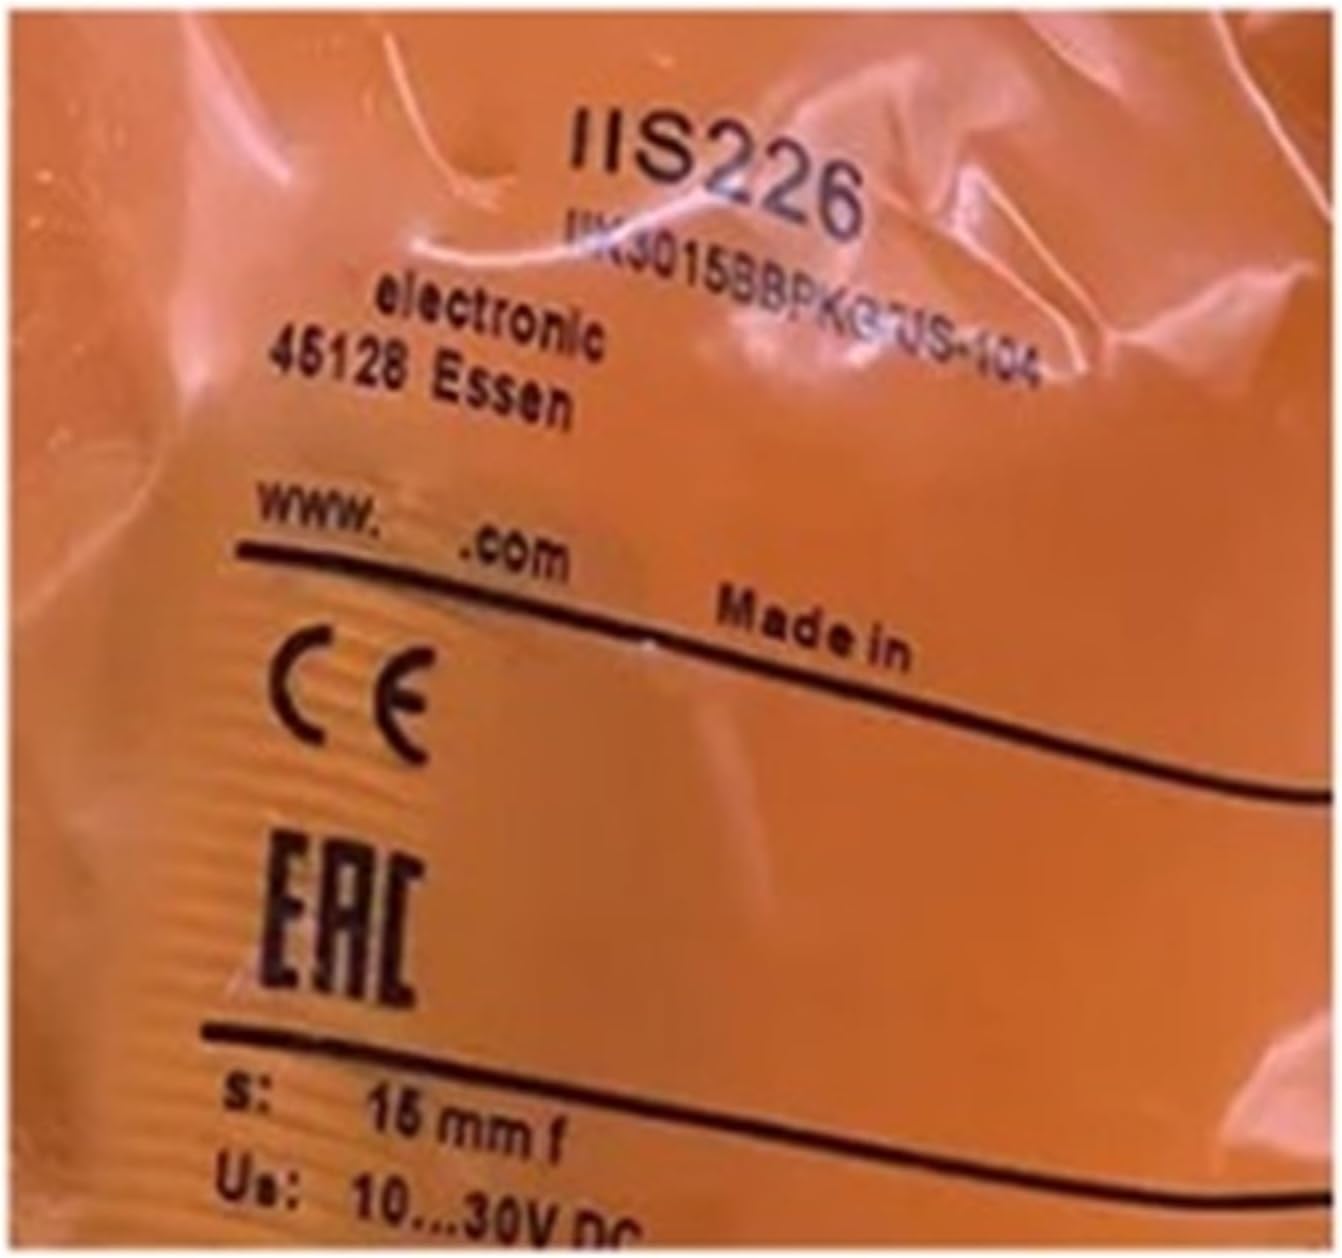 IIS226
electronic
45128 Essen
www. .com
Made in
CE
EAC
s: 15 mm f
Us: 10...30V DC